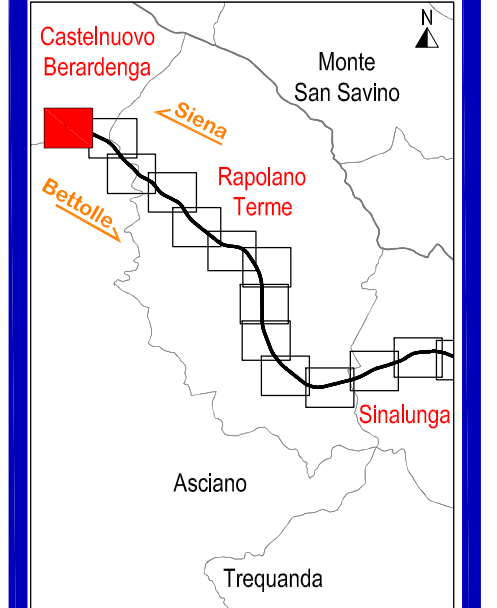 N
Castelnuovo
Berardenga
Monte
San Savino
Siena
Rapolano
Terme
Bettolle
Sinalunga
Asciano
Trequanda